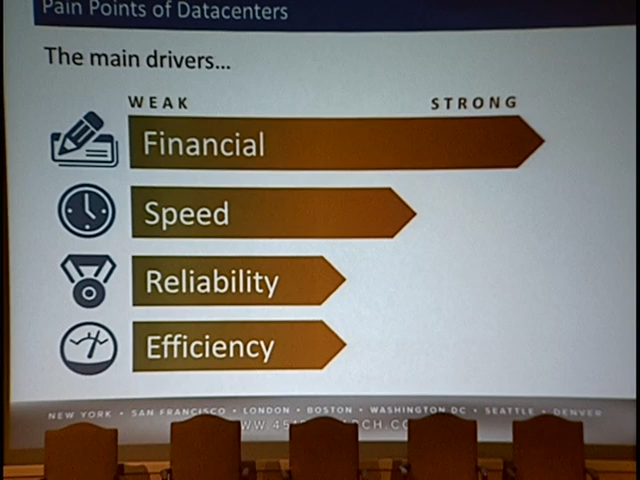 Pain Points of Datacenters
The main drivers...
WEAK STRONG
Financial
Speed
Reliability
Efficiency
NEW YORK • SAN FRANCISCO • LONDON • BOSTON • WASHINGTON DC • SEATTLE • DENVER